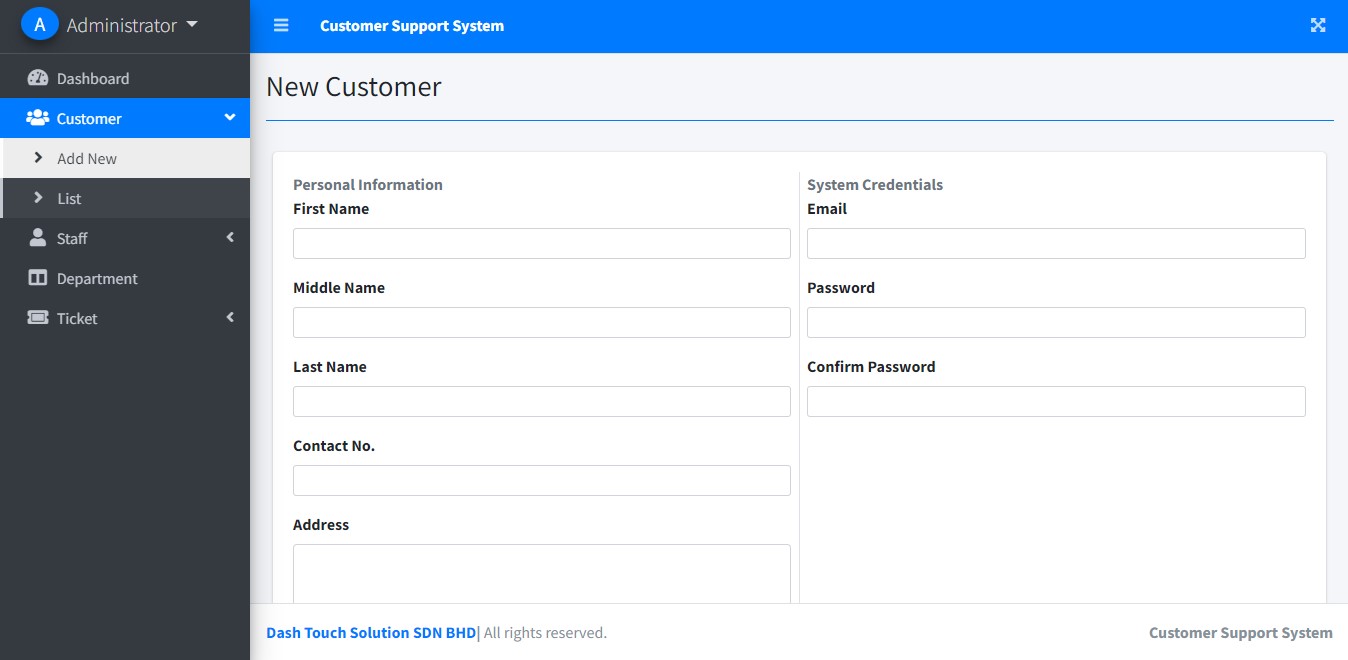 A Administrator
Customer Support System
Dashboard
Customer
Add New
List
Staff
Department
Ticket
New Customer
Personal Information
First Name
Middle Name
Last Name
Contact No.
Address
System Credentials
Email
Password
Confirm Password
Dash Touch Solution SDN BHD| All rights reserved.
Customer Support System